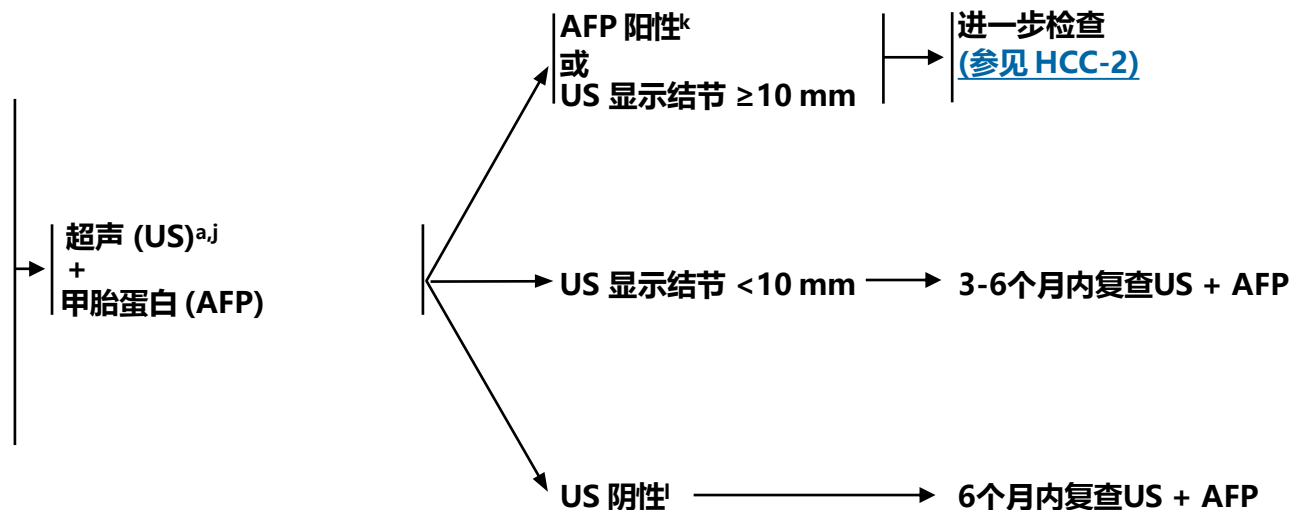 AFP 阳性ᵏ
或
US 显示结节 ≥10 mm
进一步检查
(参见 HCC-2)
超声 (US)ᵃ,ʲ
+
甲胎蛋白 (AFP)
US 显示结节 <10 mm
3-6个月内复查US + AFP
US 阴性ˡ
6个月内复查US + AFP